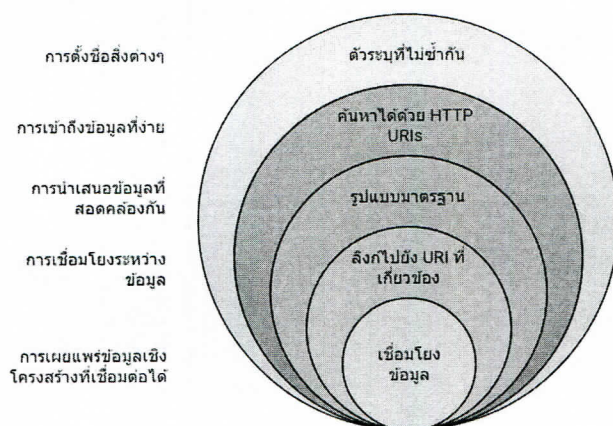 การตั้งชื่อสิ่งต่างๆ
ตัวระบุที่ไม่ซ้ำกัน
การเข้าถึงข้อมูลที่ง่าย
ค้นหาได้ด้วย HTTP
URIs
การนำเสนอข้อมูลที่
สอดคล้องกัน
รูปแบบมาตรฐาน
การเชื่อมโยงระหว่าง
ข้อมูล
ลิงก์ไปยัง URI ที่
เกี่ยวข้อง
การเผยแพร่ข้อมูลเชิง
โครงสร้างที่เชื่อมต่อได้
เชื่อมโยง
ข้อมูล